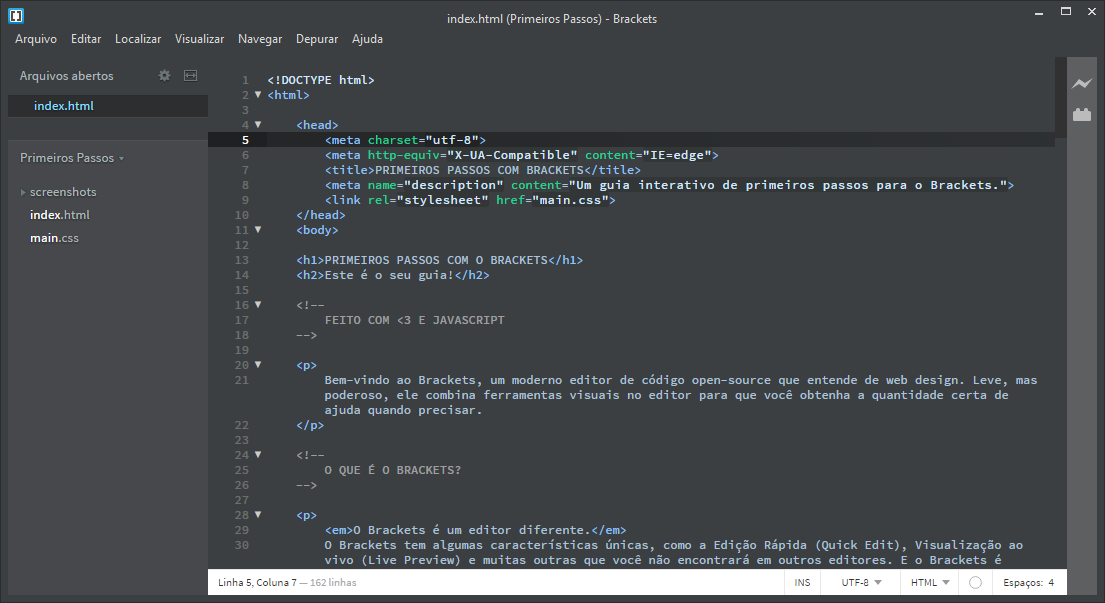 index.html (Primeiros Passos) - Brackets
Arquivo Editar Localizar Visualizar Navegar Depurar Ajuda
Arquivos abertos
index.html
Primeiros Passos
screenshots
index.html
main.css
1 <!DOCTYPE html>
2 <html>
3
4 <head>
5 <meta charset="utf-8">
6 <meta http-equiv="X-UA-Compatible" content="IE=edge">
7 <title>PRIMEIROS PASSOS COM BRACKETS</title>
8 <meta name="description" content="Um guia interativo de primeiros passos para o Brackets.">
9 <link rel="stylesheet" href="main.css">
10 </head>
11 <body>
12
13 <h1>PRIMEIROS PASSOS COM O BRACKETS</h1>
14 <h2>Este é o seu guia!</h2>
15
16 <!--
17 FEITO COM <3 E JAVASCRIPT
18 -->
19
20 <p>
21 Bem-vindo ao Brackets, um moderno editor de código open-source que entende de web design. Leve, mas
poderoso, ele combina ferramentas visuais no editor para que você obtenha a quantidade certa de
ajuda quando precisar.
22 </p>
23
24 <!--
25 O QUE É O BRACKETS?
26 -->
27
28 <p>
29 <em>O Brackets é um editor diferente.</em>
30 O Brackets tem algumas características únicas, como a Edição Rápida (Quick Edit), Visualização ao
vivo (Live Preview) e muitas outras que você não encontrará em outros editores. E o Brackets é
Linha 5, Coluna 7 — 162 linhas INS UTF-8 HTML Espaços: 4